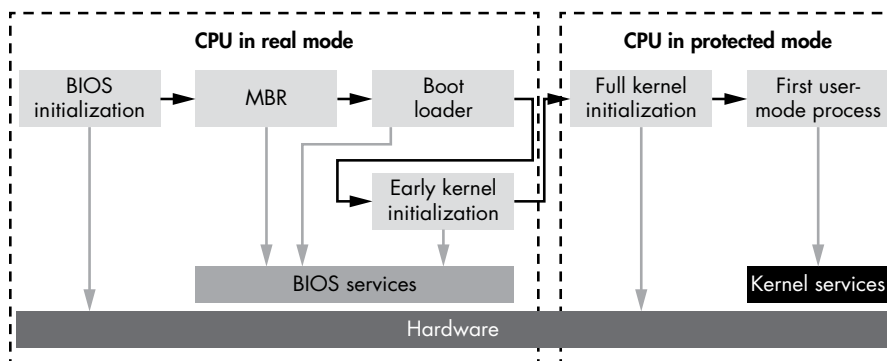 CPU in real mode
CPU in protected mode
BIOS
initialization
MBR
Boot
loader
Full kernel
initialization
First user-
mode process
Early kernel
initialization
BIOS services
Kernel services
Hardware